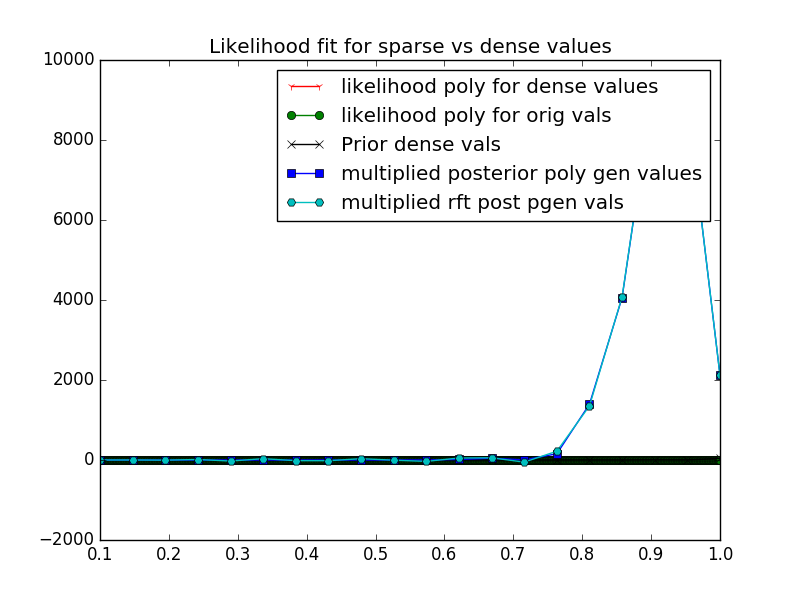 Likelihood fit for sparse vs dense values
10000
8000
6000
4000
2000
0
−2000
likelihood poly for dense values
likelihood poly for orig vals
Prior dense vals
multiplied posterior poly gen values
multiplied rft post pgen vals
0.1 0.2 0.3 0.4 0.5 0.6 0.7 0.8 0.9 1.0